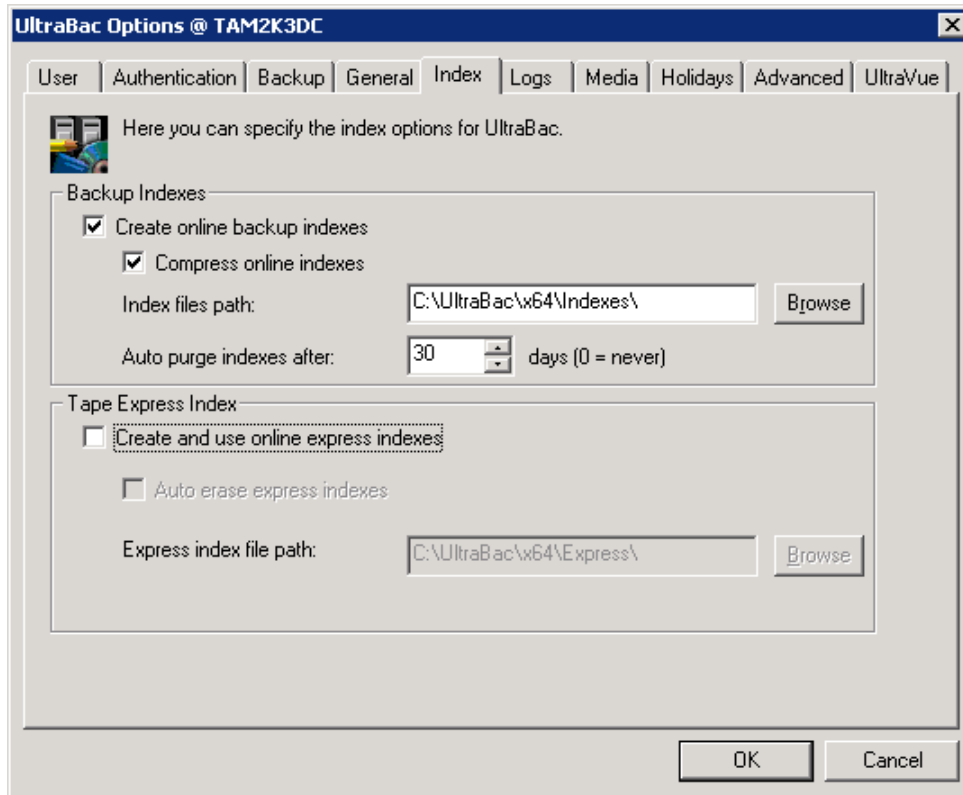 UltraBac Options @ TAM2K3DC
User Authentication Backup General Index Logs Media Holidays Advanced UltraVue
Here you can specify the index options for UltraBac.
Backup Indexes
Create online backup indexes
Compress online indexes
Index files path: C:\UltraBac\x64\Indexes\ Browse
Auto purge indexes after: 30 days (0 = never)
Tape Express Index
Create and use online express indexes
Auto erase express indexes
Express index file path: C:\UltraBac\x64\Express\ Browse
OK Cancel